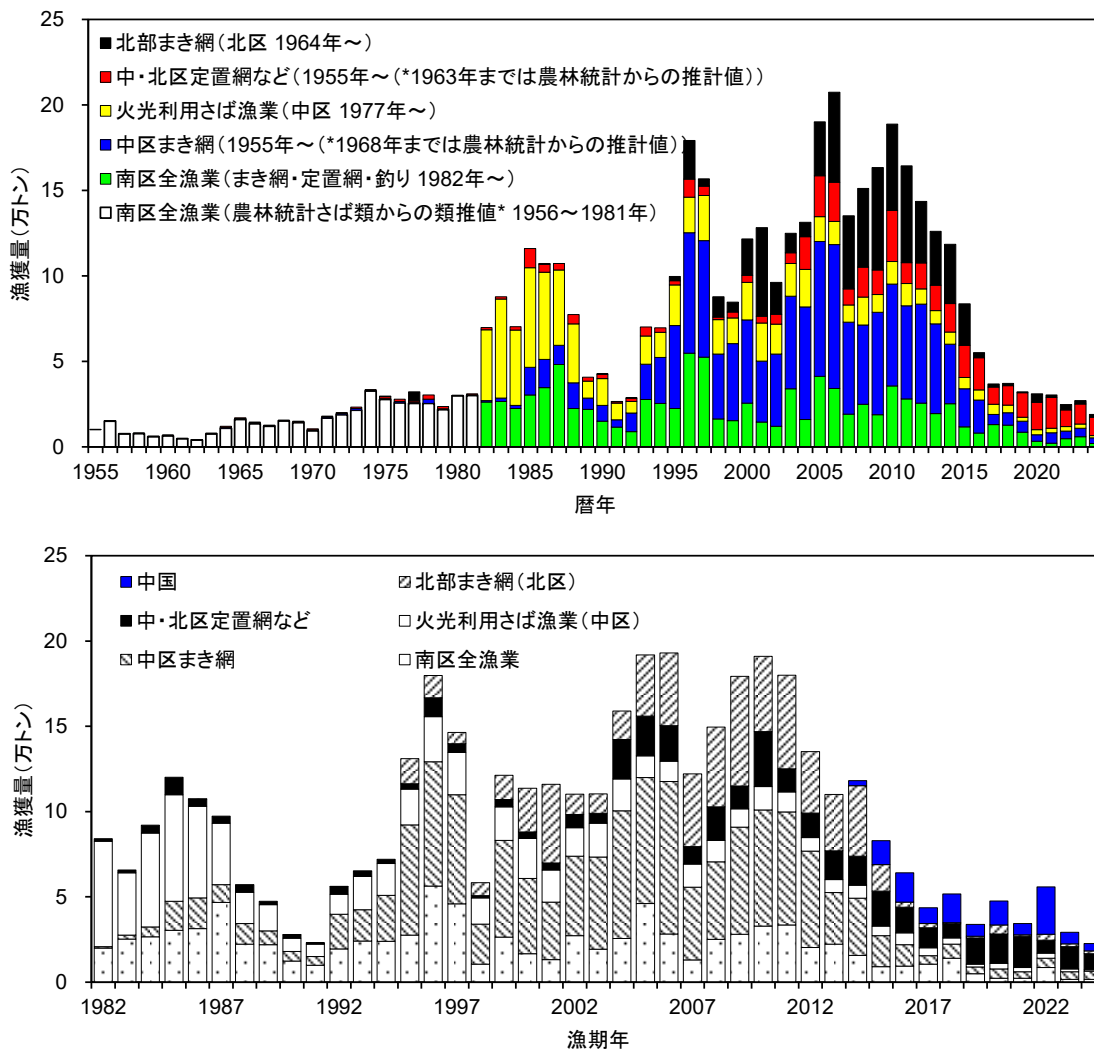 25
20
15
10
5
0
漁獲量(万トン)
■北部まき網(北区 1964年～)
■中・北区定置網など(1955年～(*1963年までは農林統計からの推計値))
■火光利用さば漁業(中区 1977年～)
■中区まき網(1955年～(*1968年までは農林統計からの推計値))
■南区全漁業(まき網・定置網・釣り 1982年～)
□南区全漁業(農林統計さば類からの類推値* 1956～1981年)
1955 1960 1965 1970 1975 1980 1985 1990 1995 2000 2005 2010 2015 2020
暦年
25
20
15
10
5
0
漁獲量(万トン)
中国 北部まき網(北区)
中・北区定置網など 火光利用さば漁業(中区)
中区まき網 南区全漁業
1982 1987 1992 1997 2002 2007 2012 2017 2022
漁期年